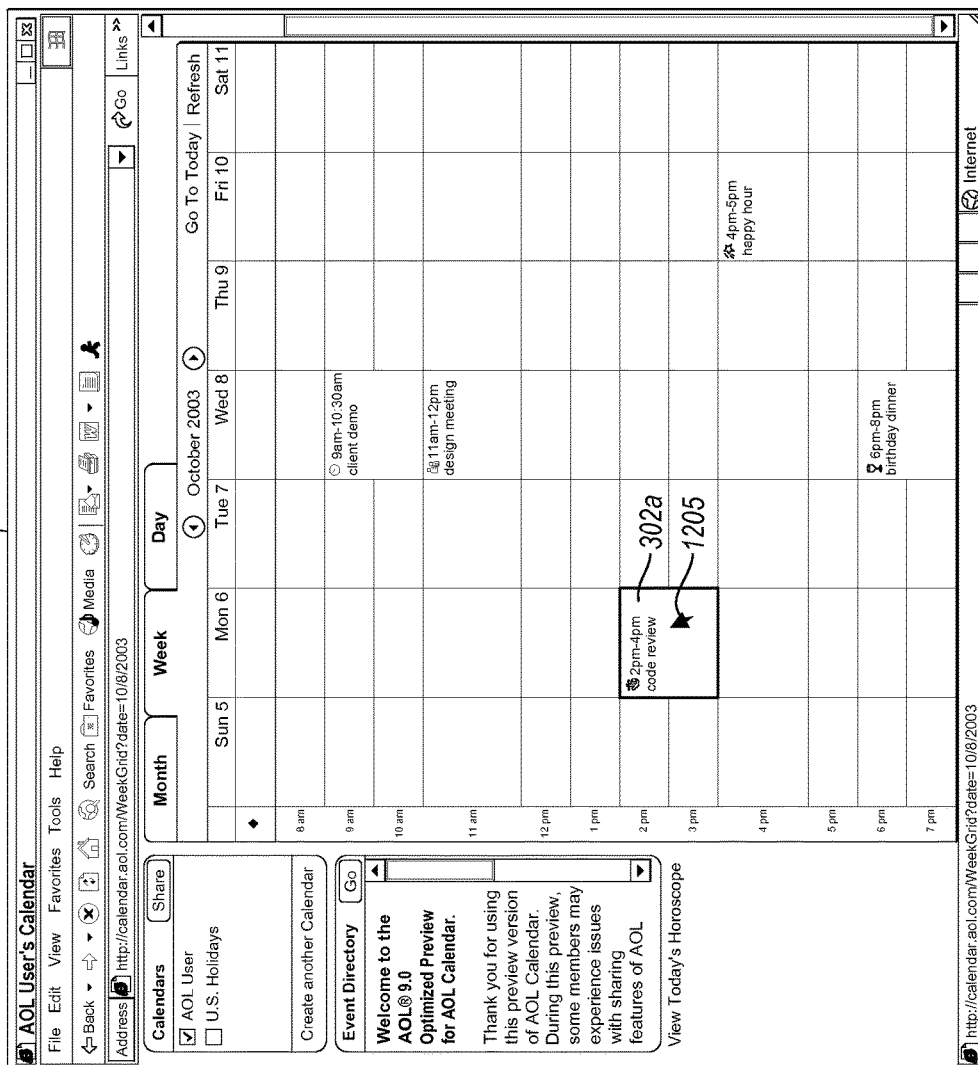 AOL User's Calendar
File Edit View Favorites Tools Help
Back Search Favorites Media
Address http://calendar.aol.com/WeekGrid?date=10/8/2003 Go Links >>
Calendars Share
AOL User
U.S. Holidays
Create another Calendar
Event Directory Go
Welcome to the
AOL® 9.0
Optimized Preview
for AOL Calendar.
Thank you for using
this preview version
of AOL Calendar.
During this preview,
some members may
experience issues
with sharing
features of AOL
View Today's Horoscope
Month Week Day
October 2003 Go To Today | Refresh
Sun 5 Mon 6 Tue 7 Wed 8 Thu 9 Fri 10 Sat 11
8 am
9 am
9am-10:30am
client demo
10 am
11 am
11am-12pm
design meeting
12 pm
1 pm
2 pm
2pm-4pm
code review
302a
3 pm
1205
4 pm
4pm-5pm
happy hour
5 pm
6 pm
6pm-8pm
birthday dinner
7 pm
http://calendar.aol.com/WeekGrid?date=10/8/2003 Internet